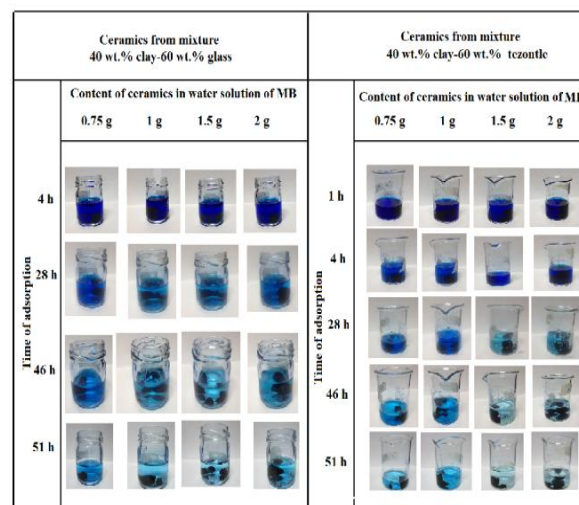 Ceramics from mixture
40 wt.% clay-60 wt.% glass
Content of ceramics in water solution of MB
0.75 g 1 g 1.5 g 2 g
Time of adsorption
4 h
28 h
46 h
51 h
Ceramics from mixture
40 wt.% clay-60 wt.% tezontle
Content of ceramics in water solution of MB
0.75 g 1 g 1.5 g 2 g
Time of adsorption
1 h
4 h
28 h
46 h
51 h